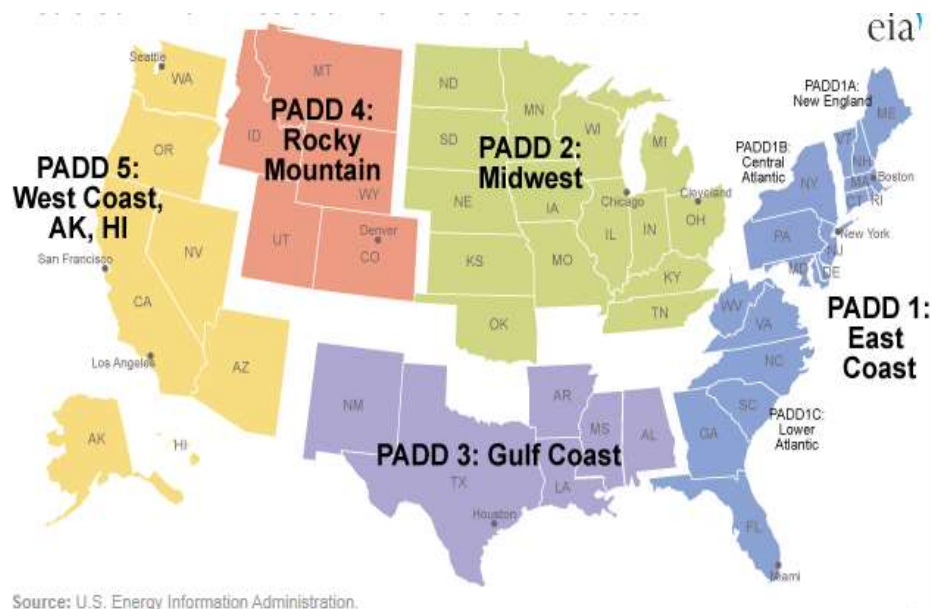 eia
Seattle
WA
OR
PADD 5:
West Coast,
AK, HI
San Francisco
NV
CA
Los Angeles
AZ
AK
HI
MT
PADD 4:
ID
Rocky
Mountain
WY
UT
Denver
CO
ND
MN
SD
WI
MI
PADD 2:
Midwest
NE
IA
Chicago
Cleveland
IL
IN
OH
KS
MO
KY
OK
TN
PADD1A:
New England
ME
VT
NH
PADD1B:
Central
Atlantic
NY
MA
Boston
CT
RI
PA
New York
NJ
MD
DE
WV
VA
PADD 1:
East
Coast
NC
SC
PADD1C:
Lower
Atlantic
GA
FL
Miami
NM
AR
MS
AL
PADD 3: Gulf Coast
TX
LA
Houston
Source: U.S. Energy Information Administration.